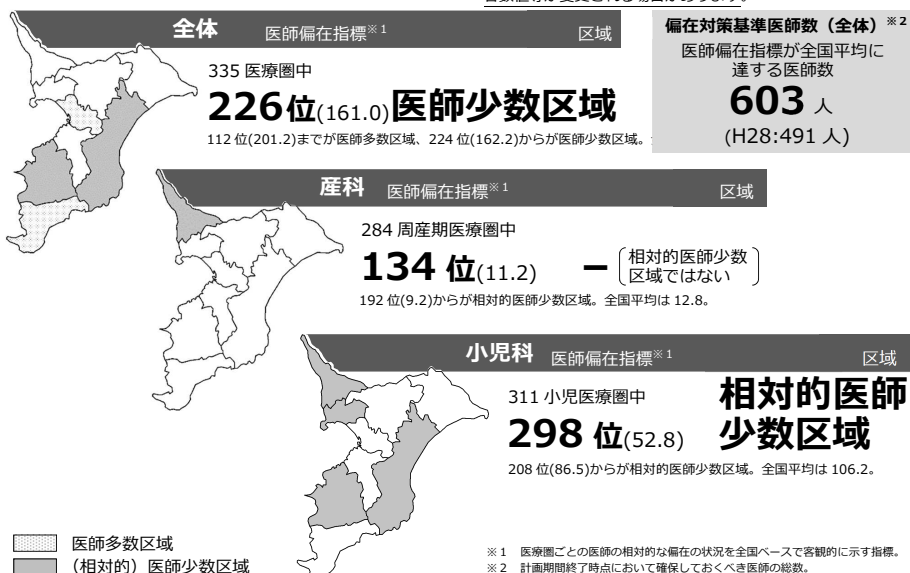 全体 医師偏在指標※1 区域
335 医療圏中
226位(161.0) 医師少数区域
112 位(201.2)までが医師多数区域、224 位(162.2)からが医師少数区域。
偏在対策基準医師数（全体）※2
医師偏在指標が全国平均に
達する医師数
603 人
(H28:491 人)
産科 医師偏在指標※1 区域
284 周産期医療圏中
134 位(11.2) － 相対的医師少数
区域ではない
192 位(9.2)からが相対的医師少数区域。全国平均は 12.8。
小児科 医師偏在指標※1 区域
311 小児医療圏中
298 位(52.8) 相対的医師
少数区域
208 位(86.5)からが相対的医師少数区域。全国平均は 106.2。
医師多数区域
（相対的）医師少数区域
※1 医療圏ごとの医師の相対的な偏在の状況を全国ベースで客観的に示す指標。
※2 計画期間終了時点において確保しておくべき医師の総数。